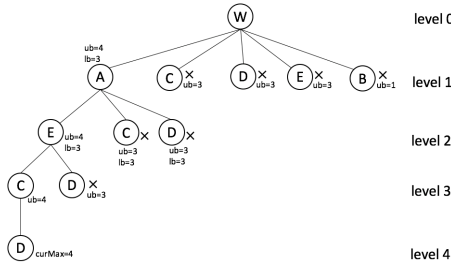 W
level 0
ub=4
lb=3
A
C × ub=3
D × ub=3
E × ub=3
B × ub=1
level 1
E ub=4
lb=3
C ×
ub=3
lb=3
D ×
ub=3
lb=3
level 2
C ub=4
D × ub=3
level 3
D curMax=4
level 4